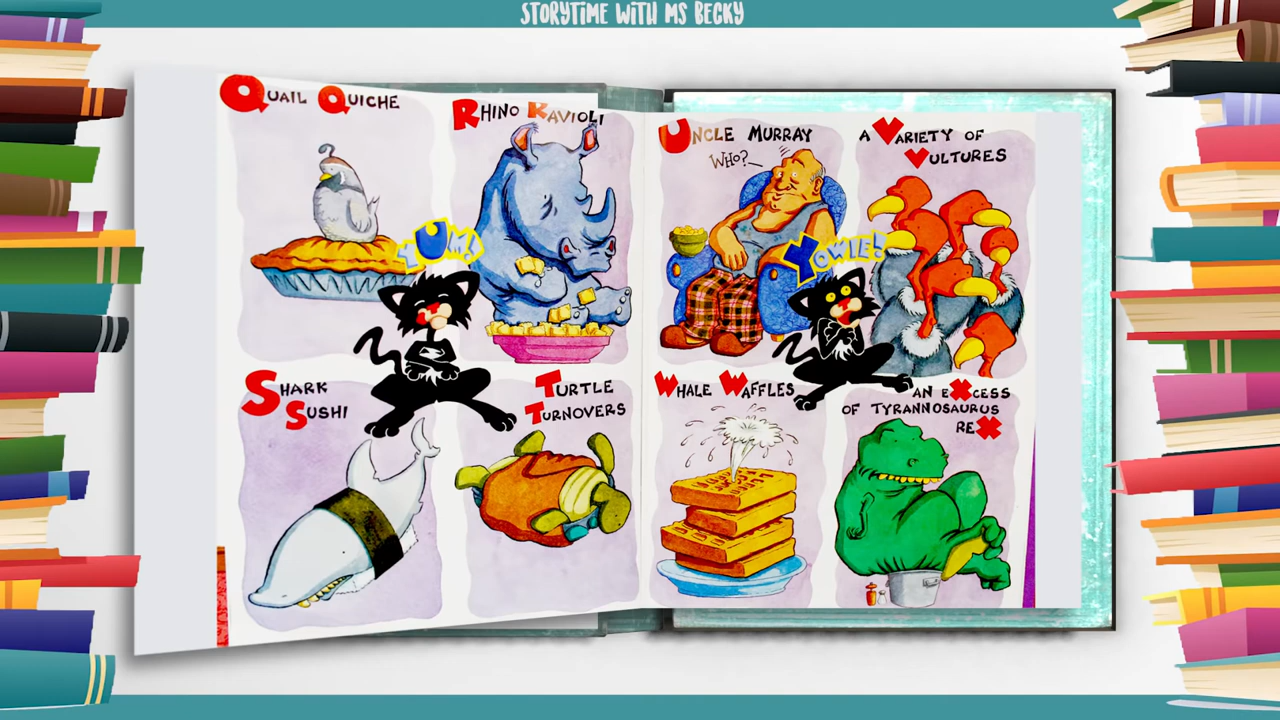 STORYTIME WITH MS BECKY
QUAIL QUICHE
RHINO RAVIOLI
YUM!
SHARK
SUSHI
TURTLE
TURNOVERS
UNCLE MURRAY
WHO?
A VARIETY OF
VULTURES
YOWIE!
WHALE WAFFLES
AN EXCESS
OF TYRANNOSAURUS
REX